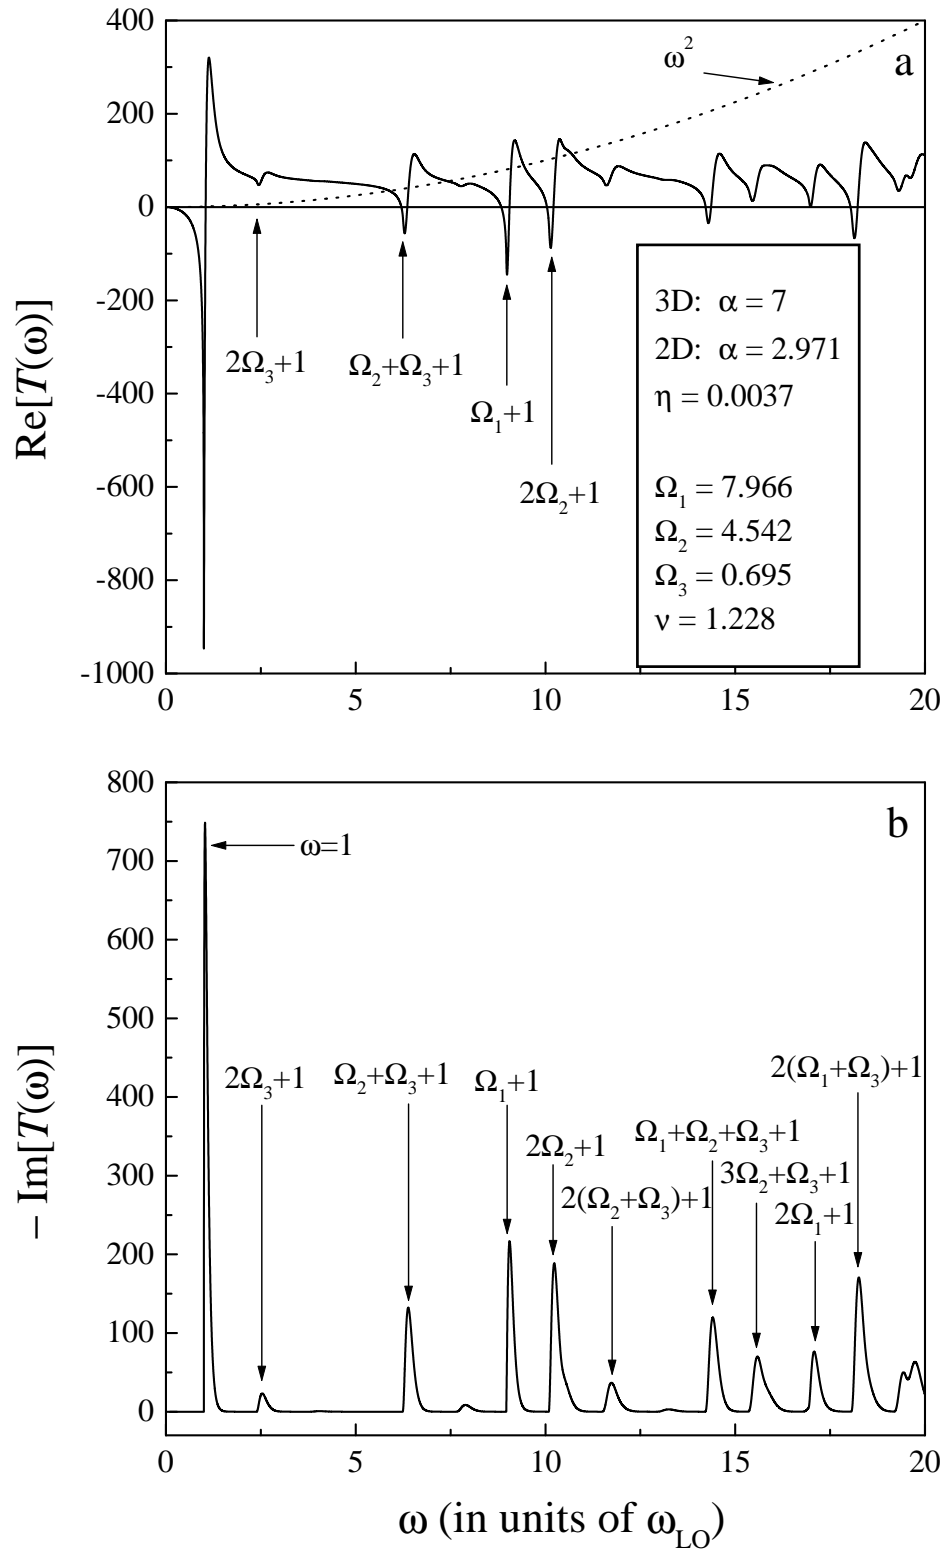 400
200
0
-200
-400
-600
-800
-1000
Re[T(ω)]
a
ω²
2Ω₃+1
Ω₂+Ω₃+1
Ω₁+1
2Ω₂+1
3D: α = 7
2D: α = 2.971
η = 0.0037
Ω₁ = 7.966
Ω₂ = 4.542
Ω₃ = 0.695
ν = 1.228
0 5 10 15 20
800
700
600
500
400
300
200
100
0
− Im[T(ω)]
b
ω=1
2Ω₃+1
Ω₂+Ω₃+1
Ω₁+1
2Ω₂+1
2(Ω₂+Ω₃)+1
Ω₁+Ω₂+Ω₃+1
3Ω₂+Ω₃+1
2Ω₁+1
2(Ω₁+Ω₃)+1
0 5 10 15 20
ω (in units of ω_LO)